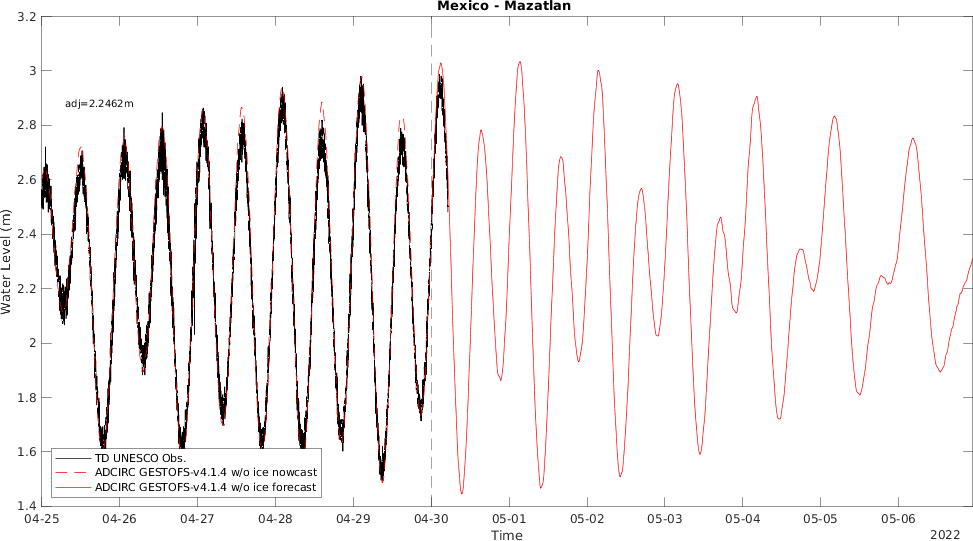 Mexico - Mazatlan
3.2
3
2.8
2.6
2.4
2.2
2
1.8
1.6
1.4
Water Level (m)
adj=2.2462m
TD UNESCO Obs.
ADCIRC GESTOFS-v4.1.4 w/o ice nowcast
ADCIRC GESTOFS-v4.1.4 w/o ice forecast
04-25 04-26 04-27 04-28 04-29 04-30 05-01 05-02 05-03 05-04 05-05 05-06
Time
2022